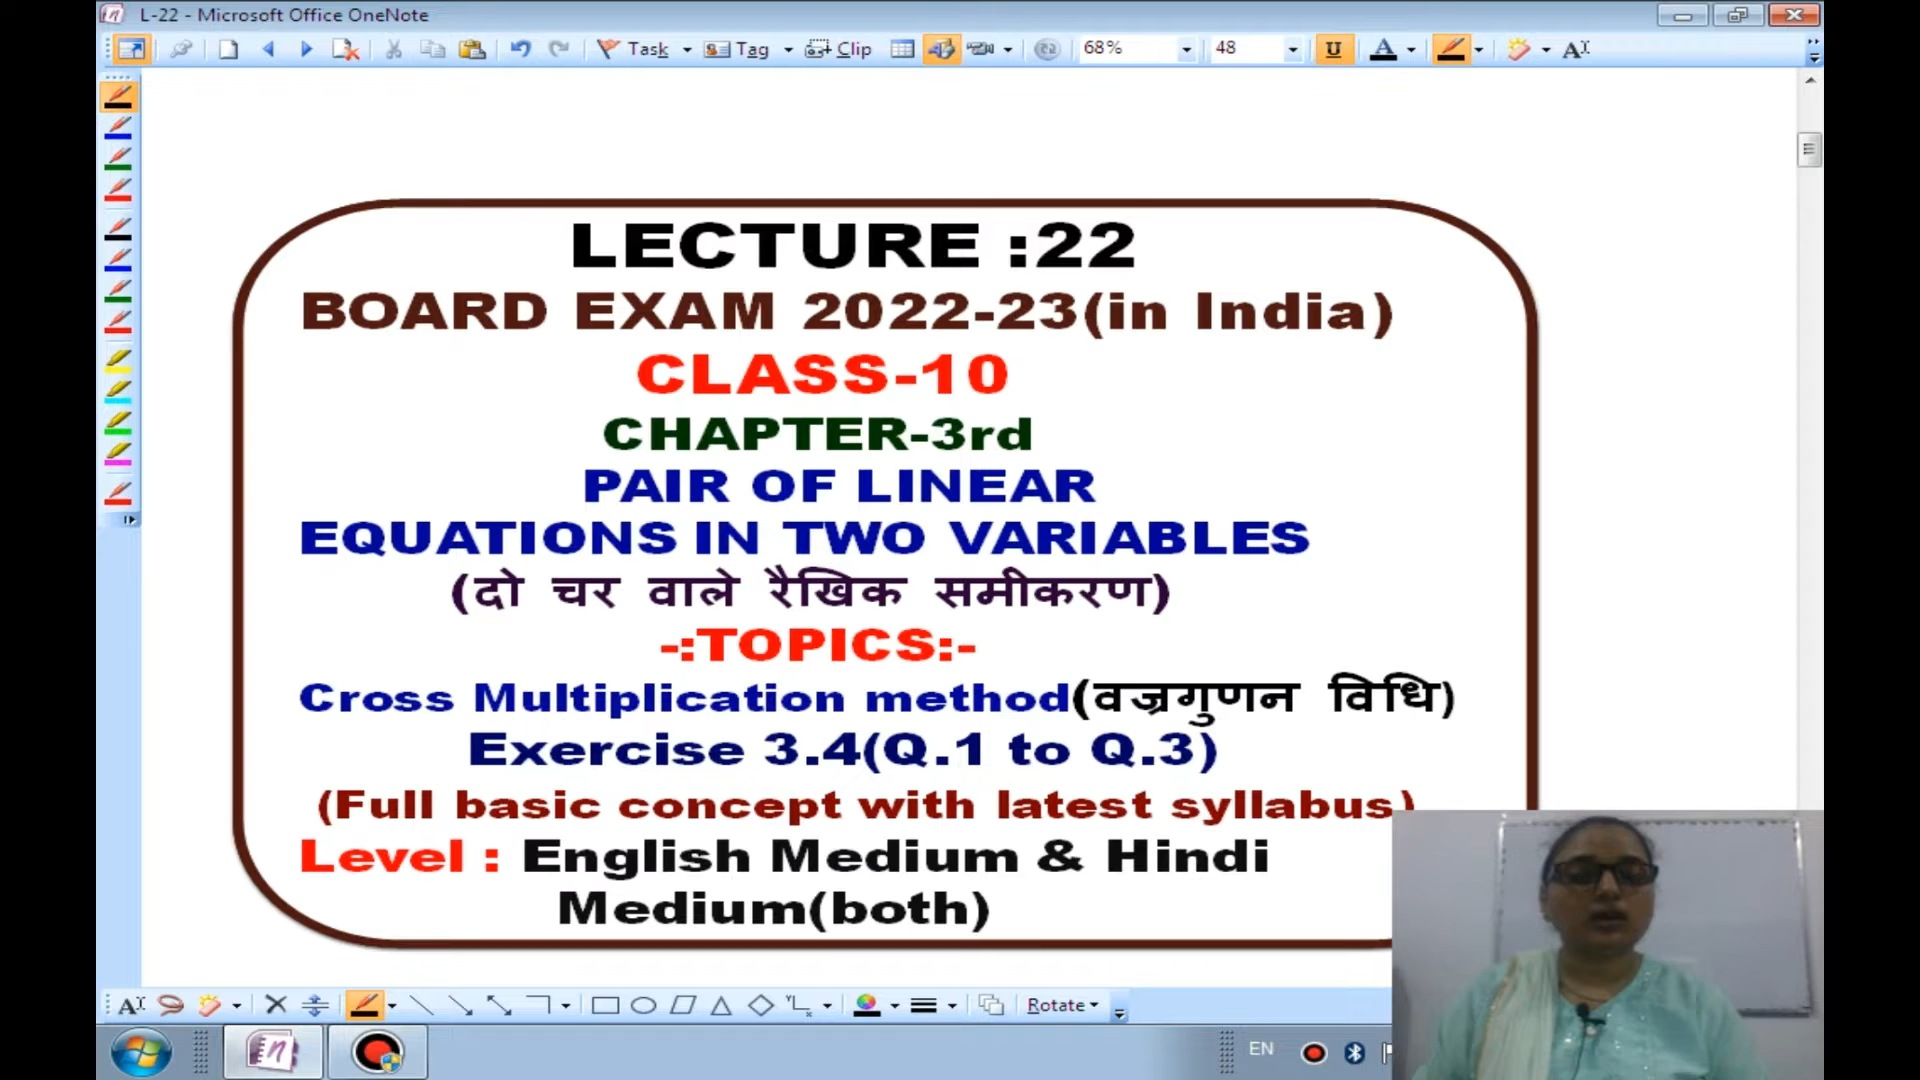 L-22 - Microsoft Office OneNote
Task Tag Clip 68% 48 U A A
LECTURE :22
BOARD EXAM 2022-23(in India)
CLASS-10
CHAPTER-3rd
PAIR OF LINEAR
EQUATIONS IN TWO VARIABLES
(दो चर वाले रैखिक समीकरण)
-:TOPICS:-
Cross Multiplication method(वज्रगुणन विधि)
Exercise 3.4(Q.1 to Q.3)
(Full basic concept with latest syllabus)
Level : English Medium & Hindi
Medium(both)
A Rotate
EN